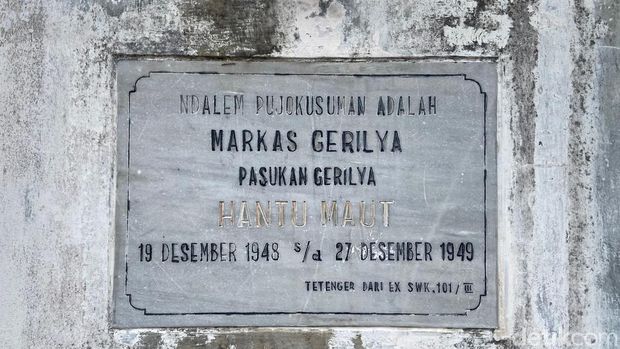 NDALEM PUJOKUSUMAN ADALAH
MARKAS GERILYA
PASUKAN GERILYA
HANTU MAUT
19 DESEMBER 1948 s/d 27 DESEMBER 1949
TETENGER DARI EX SWK.101/III
detikcom